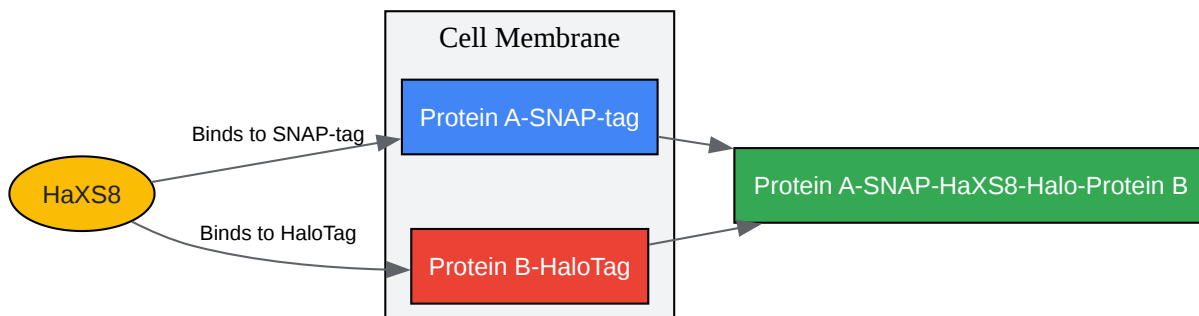 Cell Membrane
Protein A-SNAP-tag
Binds to SNAP-tag
HaXS8
Protein A-SNAP-HaXS8-Halo-Protein B
Binds to HaloTag
Protein B-HaloTag